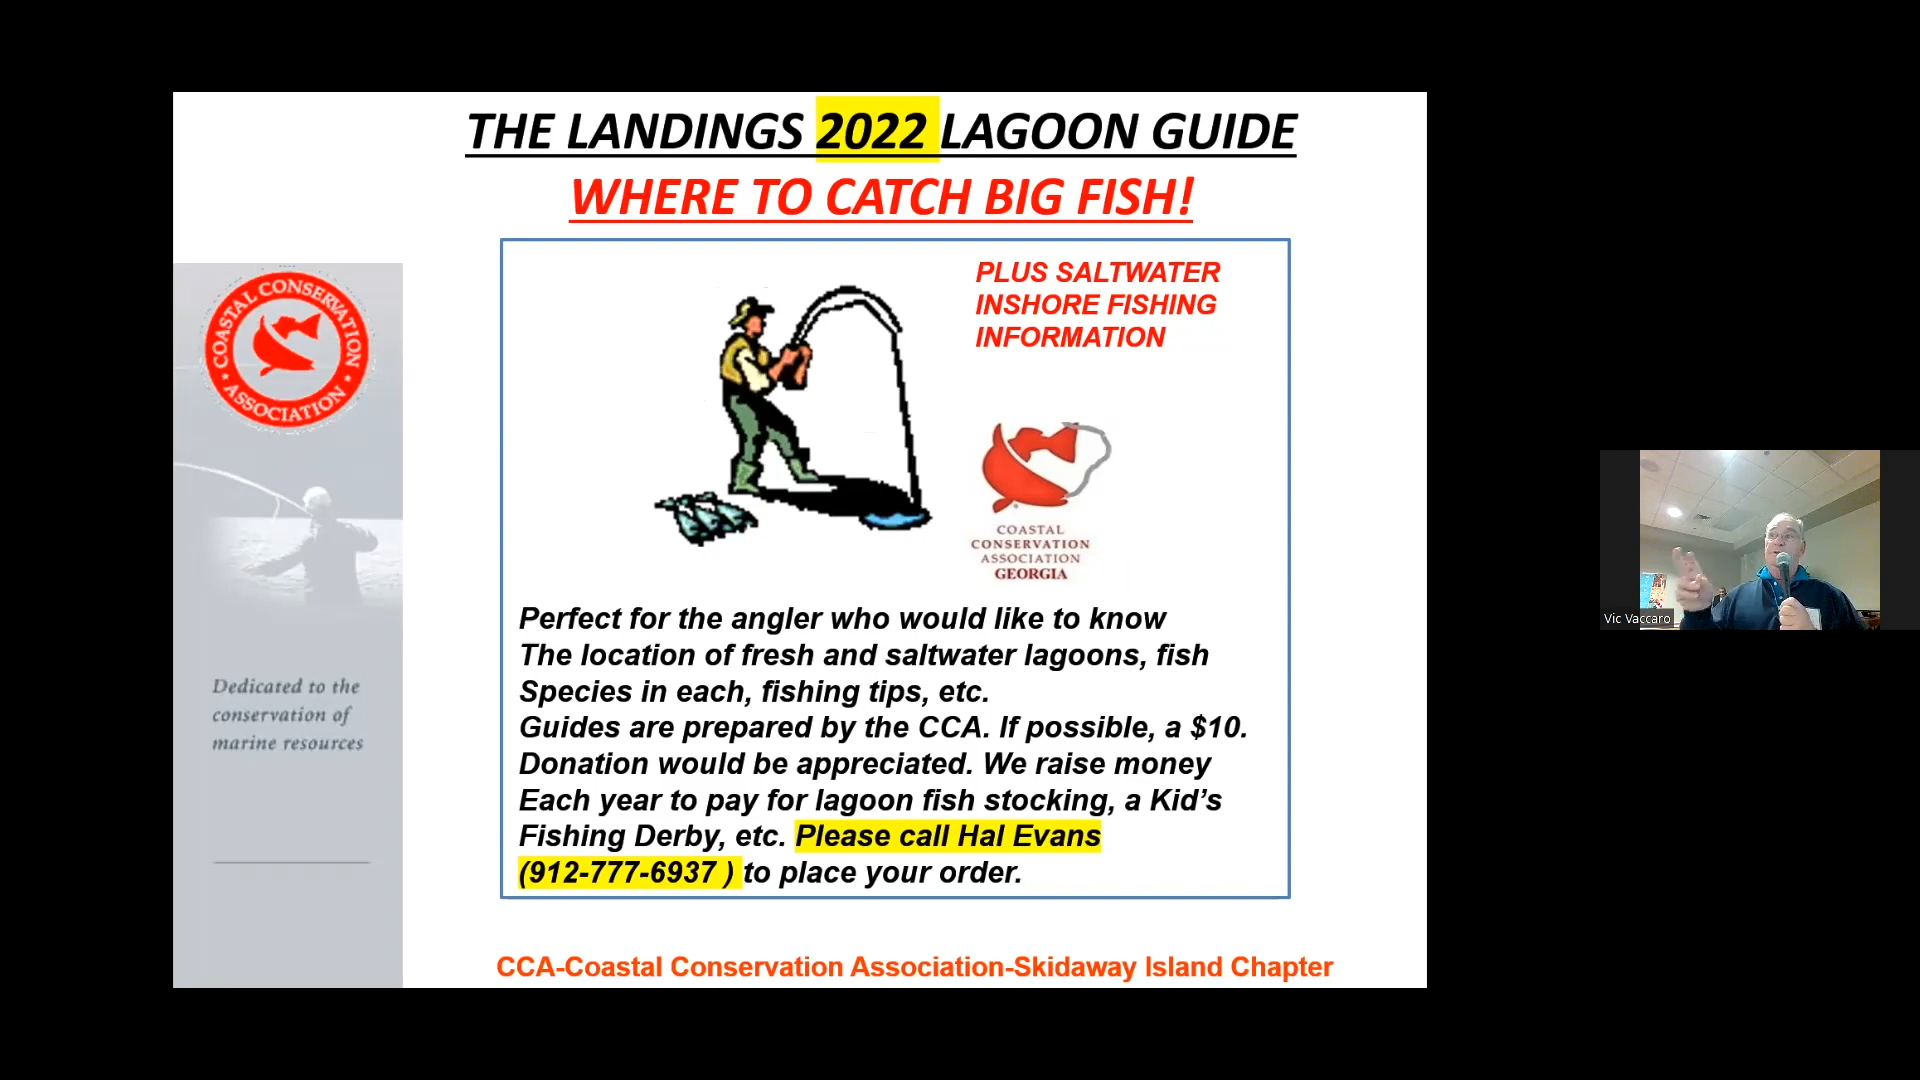 THE LANDINGS 2022 LAGOON GUIDE
WHERE TO CATCH BIG FISH!
PLUS SALTWATER
INSHORE FISHING
INFORMATION
COASTAL CONSERVATION
ASSOCIATION
Dedicated to the
conservation of
marine resources
COASTAL
CONSERVATION
ASSOCIATION
GEORGIA
Perfect for the angler who would like to know
The location of fresh and saltwater lagoons, fish
Species in each, fishing tips, etc.
Guides are prepared by the CCA. If possible, a $10.
Donation would be appreciated. We raise money
Each year to pay for lagoon fish stocking, a Kid’s
Fishing Derby, etc. Please call Hal Evans
(912-777-6937 ) to place your order.
CCA-Coastal Conservation Association-Skidaway Island Chapter
Vic Vaccaro